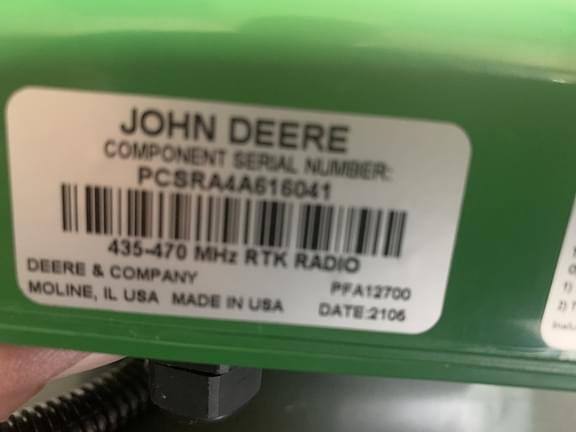 JOHN DEERE
COMPONENT SERIAL NUMBER:
PCSRA4A616041
435-470 MHz RTK RADIO
DEERE & COMPANY PFA12700
MOLINE, IL USA MADE IN USA DATE:2106